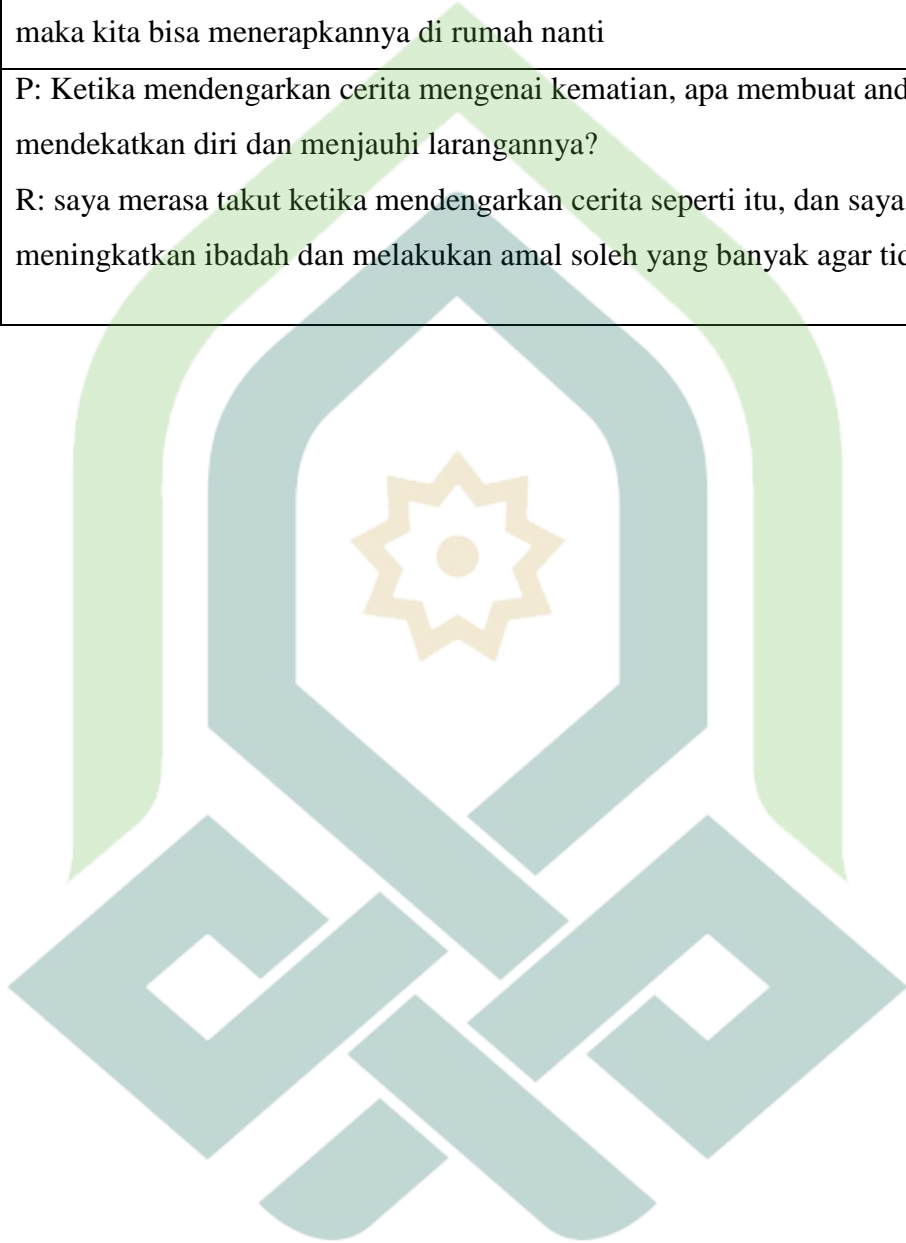 maka kita bisa menerapkannya di rumah nanti
P: Ketika mendengarkan cerita mengenai kematian, apa membuat
mendekatkan diri dan menjauhi larangannya?
R: saya merasa takut ketika mendengarkan cerita seperti itu, dan saya
meningkatkan ibadah dan melakukan amal soleh yang banyak agar